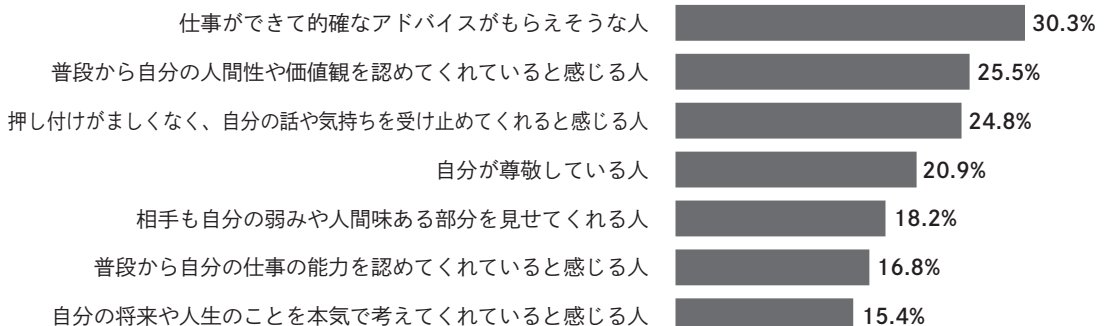 仕事ができて的確なアドバイスがもらえそうな人 30.3%
普段から自分の人間性や価値観を認めてくれていると感じる人 25.5%
押し付けがましくなく、自分の話や気持ちを受け止めてくれると感じる人 24.8%
自分が尊敬している人 20.9%
相手も自分の弱みや人間味ある部分を見せてくれる人 18.2%
普段から自分の仕事の能力を認めてくれていると感じる人 16.8%
自分の将来や人生のことを本気で考えてくれていると感じる人 15.4%